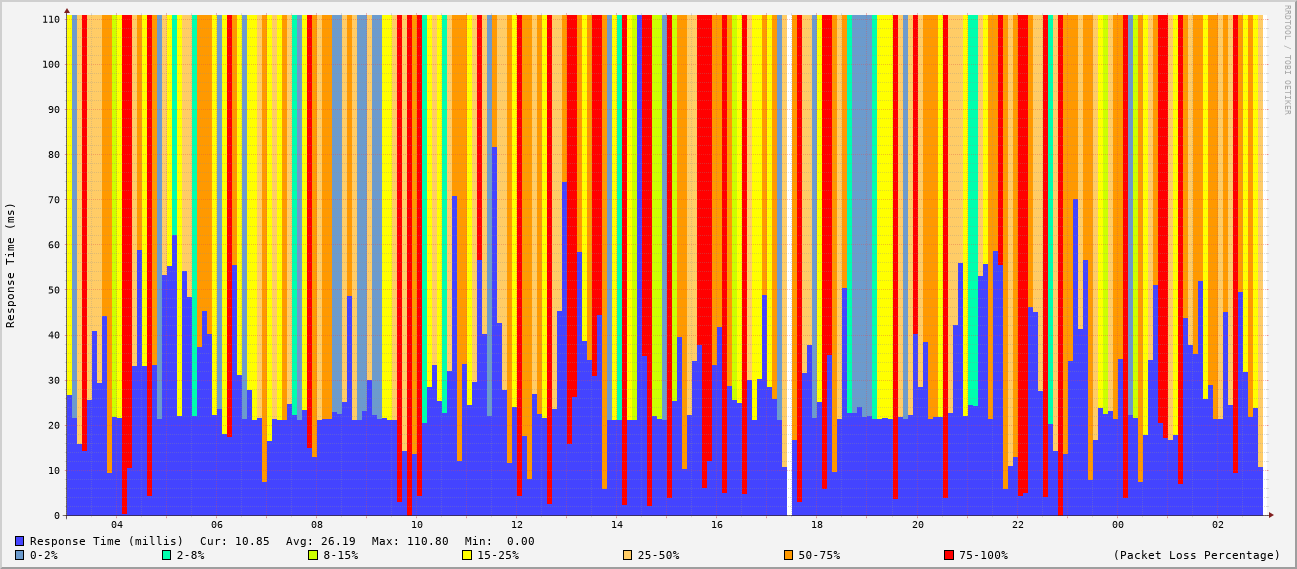 RRDTOOL / TOBI OETIKER
Response Time (ms)
110
100
90
80
70
60
50
40
30
20
10
0
04 06 08 10 12 14 16 18 20 22 00 02
Response Time (millis) Cur: 10.85 Avg: 26.19 Max: 110.80 Min: 0.00
0-2% 2-8% 8-15% 15-25% 25-50% 50-75% 75-100% (Packet Loss Percentage)